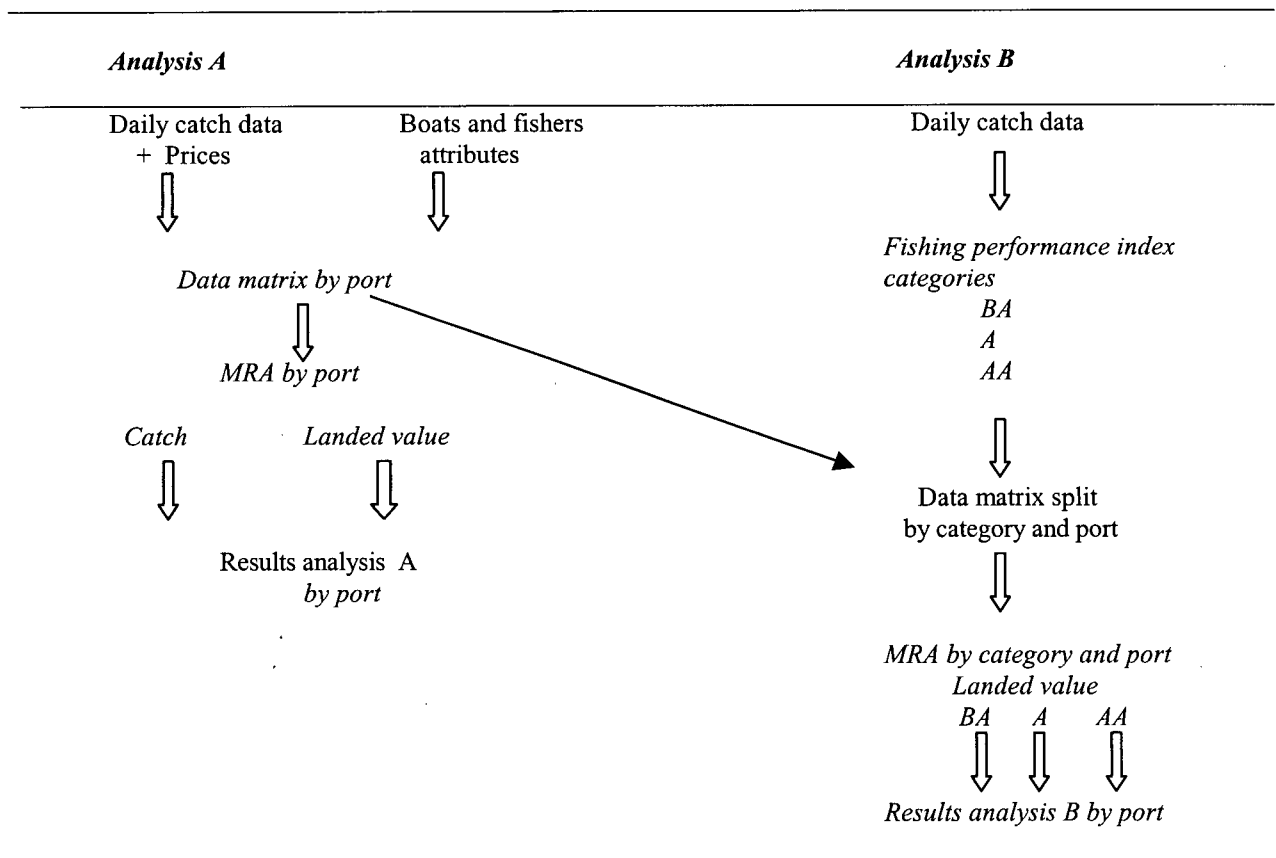 Analysis A
Analysis B
Daily catch data
+ Prices
Boats and fishers
attributes
Data matrix by port
MRA by port
Catch
Landed value
Results analysis A
by port
Daily catch data
Fishing performance index
categories
BA
A
AA
Data matrix split
by category and port
MRA by category and port
Landed value
BA A AA
Results analysis B by port